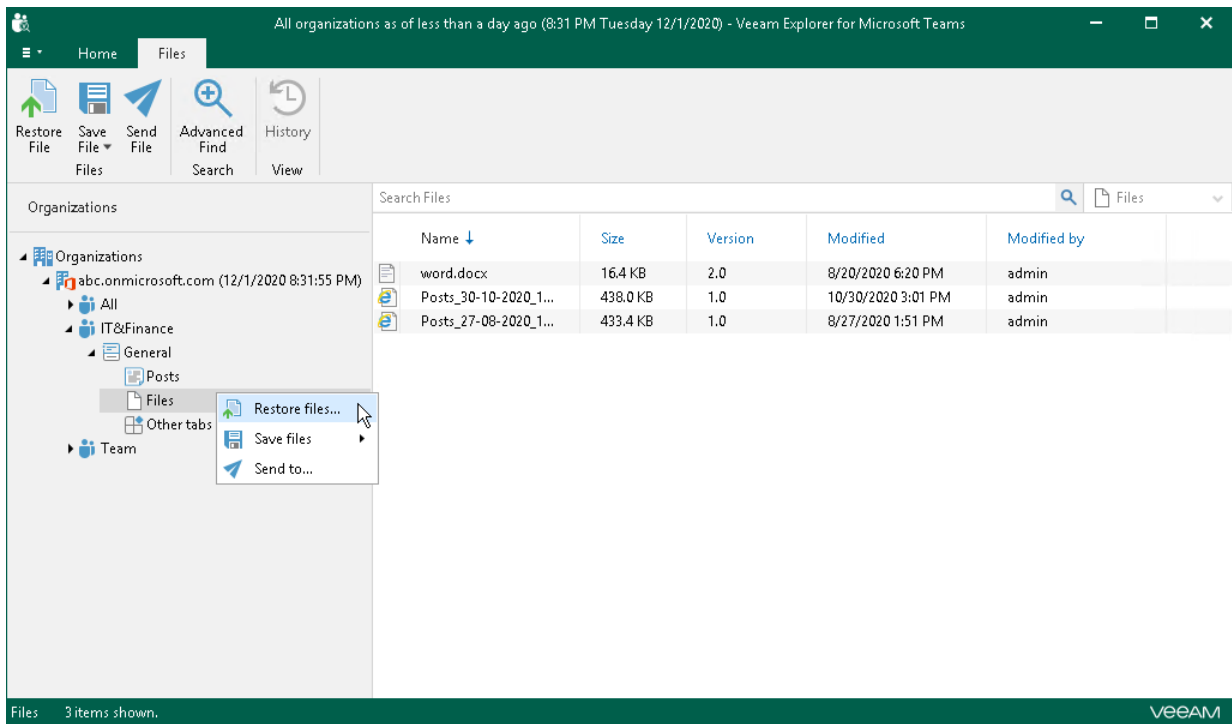 All organizations as of less than a day ago (8:31 PM Tuesday 12/1/2020) - Veeam Explorer for Microsoft Teams
Home Files
Restore File
Save File
Send File
Advanced Find
History
Files Search View
Organizations
Organizations
abc.onmicrosoft.com (12/1/2020 8:31:55 PM)
All
IT&Finance
General
Posts
Files
Other tabs
Team
Restore files...
Save files
Send to...
Search Files Files
Name Size Version Modified Modified by
word.docx 16.4 KB 2.0 8/20/2020 6:20 PM admin
Posts_30-10-2020_1... 438.0 KB 1.0 10/30/2020 3:01 PM admin
Posts_27-08-2020_1... 433.4 KB 1.0 8/27/2020 1:51 PM admin
Files 3 items shown. VEEAM